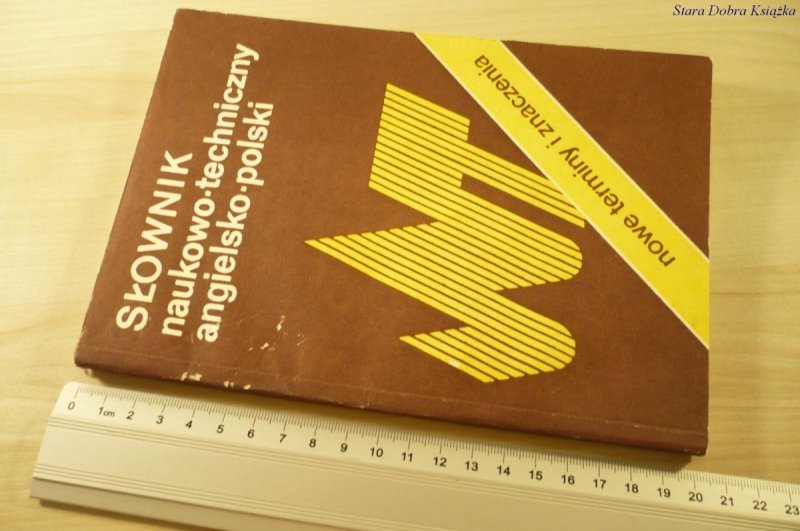 Stara Dobra Książka
SŁOWNIK
naukowo·techniczny
angielsko·polski
nowe terminy i znaczenia
WNT
0 1cm 2 3 4 5 6 7 8 9 10 11 12 13 14 15 16 17 18 19 20 21 22 23